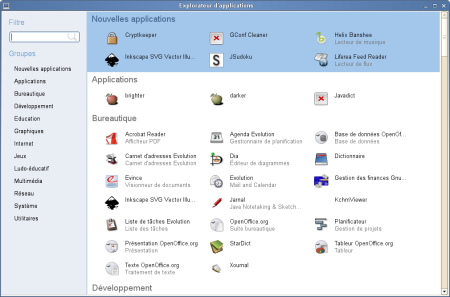 Explorateur d'applications
Filtre
Groupes
Nouvelles applications
Applications
Bureautique
Développement
Education
Graphiques
Internet
Jeux
Ludo-éducatif
Multimédia
Réseau
Système
Utilitaires
Nouvelles applications
Cryptkeeper
GConf Cleaner
Helix Banshee
Lecteur de musique
Inkscape SVG Vector Illu...
JSudoku
Liferea Feed Reader
Lecteur de flux
Applications
brighter
darker
Javadict
Bureautique
Acrobat Reader
Afficheur PDF
Agenda Evolution
Gestionnaire de planification
Base de données OpenOf...
Base de données
Carnet d'adresses Evolution
Carnet d'adresses Evolution
Dia
Éditeur de diagrammes
Dictionnaire
Evince
Visionneur de documents
Evolution
Mail and Calendar
Gestion des finances Gnu...
Inkscape SVG Vector Illu...
Jarnal
Java Notetaking & Sketch...
KchmViewer
Liste de tâches Evolution
Liste des tâches
OpenOffice.org
Suite bureautique
Planificateur
Gestion de projets
Présentation OpenOffice.org
Présentation
StarDict
Tableur OpenOffice.org
Tableur
Texte OpenOffice.org
Traitement de texte
Xournal
Développement